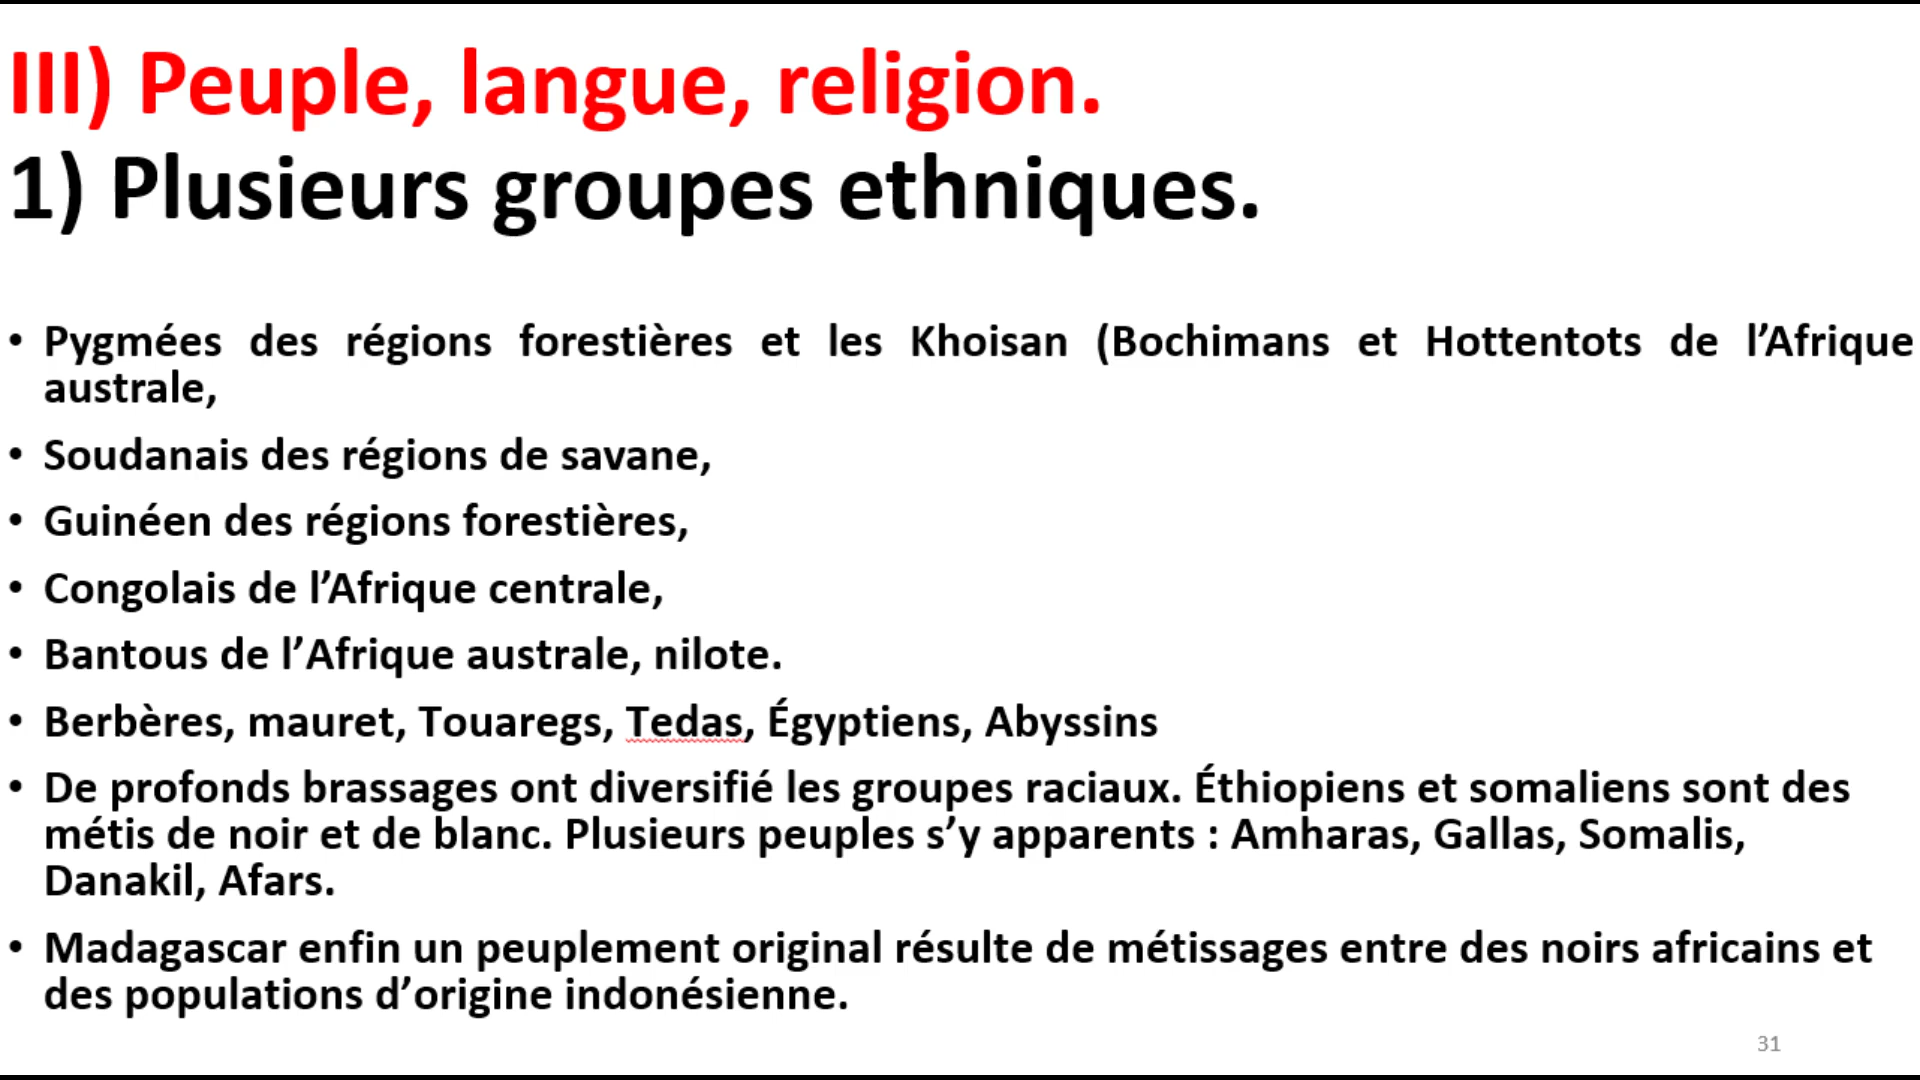 III) Peuple, langue, religion.
1) Plusieurs groupes ethniques.
• Pygmées des régions forestières et les Khoisan (Bochimans et Hottentots de l’Afrique
australe,
• Soudanais des régions de savane,
• Guinéen des régions forestières,
• Congolais de l’Afrique centrale,
• Bantous de l’Afrique australe, nilote.
• Berbères, mauret, Touaregs, Tedas, Égyptiens, Abyssins
• De profonds brassages ont diversifié les groupes raciaux. Éthiopiens et somaliens sont des
métis de noir et de blanc. Plusieurs peuples s’y apparents : Amharas, Gallas, Somalis,
Danakil, Afars.
• Madagascar enfin un peuplement original résulte de métissages entre des noirs africains et
des populations d’origine indonésienne.
31